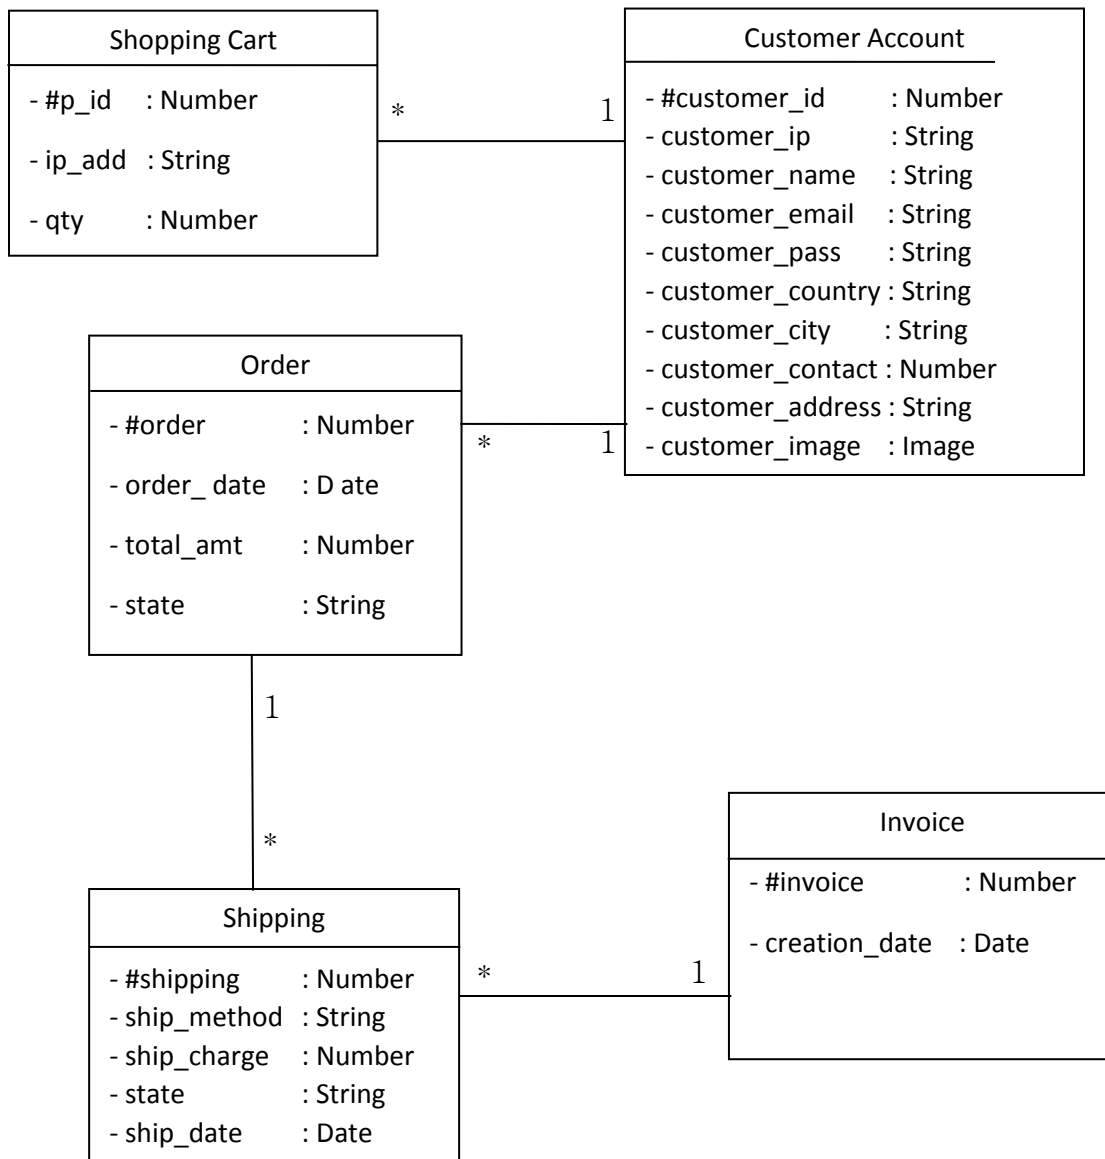 Shopping Cart
- #p_id : Number
- ip_add : String
- qty : Number
* 1
Customer Account
- #customer_id : Number
- customer_ip : String
- customer_name : String
- customer_email : String
- customer_pass : String
- customer_country : String
- customer_city : String
- customer_contact : Number
- customer_address : String
- customer_image : Image
Order
- #order : Number
- order_ date : D ate
- total_amt : Number
- state : String
* 1
1
*
Shipping
- #shipping : Number
- ship_method : String
- ship_charge : Number
- state : String
- ship_date : Date
* 1
Invoice
- #invoice : Number
- creation_date : Date